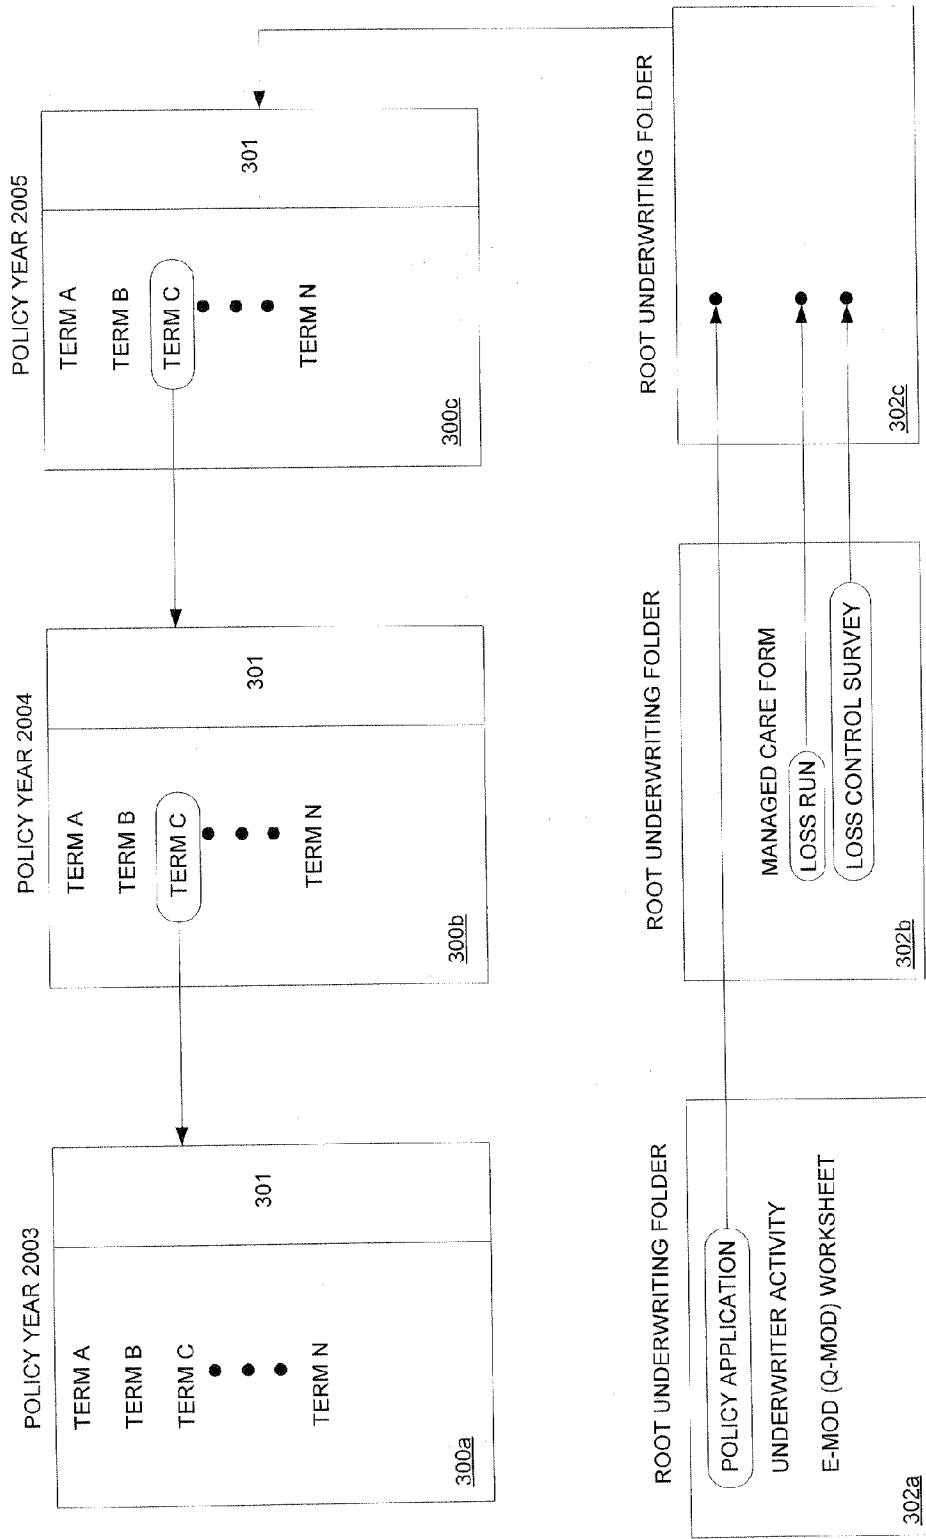 POLICY YEAR 2003
TERM A
TERM B
TERM C
TERM N
300a
301
POLICY YEAR 2004
TERM A
TERM B
TERM C
TERM N
300b
301
POLICY YEAR 2005
TERM A
TERM B
TERM C
TERM N
300c
301
ROOT UNDERWRITING FOLDER
POLICY APPLICATION
UNDERWRITER ACTIVITY
E-MOD (Q-MOD) WORKSHEET
302a
ROOT UNDERWRITING FOLDER
MANAGED CARE FORM
LOSS RUN
LOSS CONTROL SURVEY
302b
ROOT UNDERWRITING FOLDER
302c